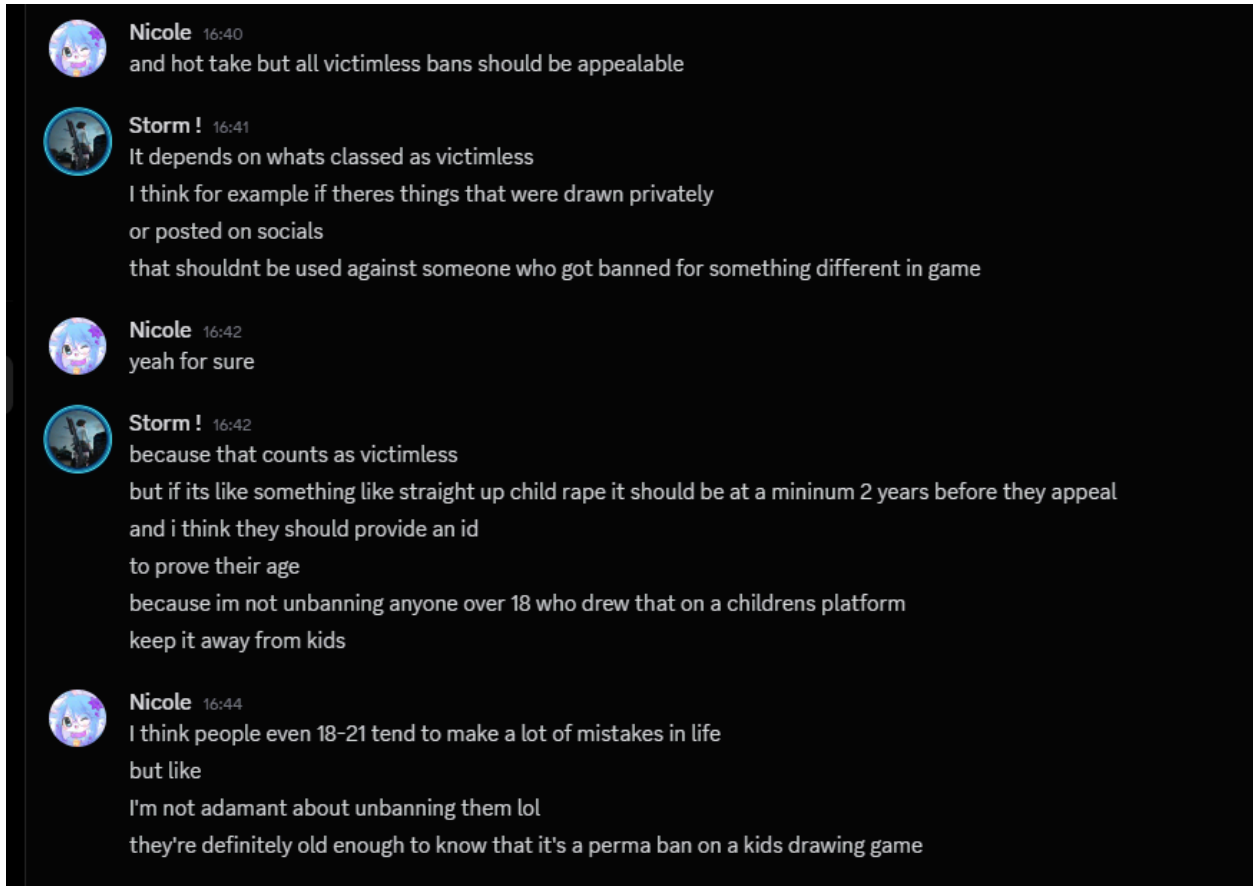 Nicole 16:40
and hot take but all victimless bans should be appealable
Storm ! 16:41
It depends on whats classed as victimless
I think for example if theres things that were drawn privately
or posted on socials
that shouldnt be used against someone who got banned for something different in game
Nicole 16:42
yeah for sure
Storm ! 16:42
because that counts as victimless
but if its like something like straight up child rape it should be at a mininum 2 years before they appeal
and i think they should provide an id
to prove their age
because im not unbanning anyone over 18 who drew that on a childrens platform
keep it away from kids
Nicole 16:44
I think people even 18-21 tend to make a lot of mistakes in life
but like
I'm not adamant about unbanning them lol
they're definitely old enough to know that it's a perma ban on a kids drawing game